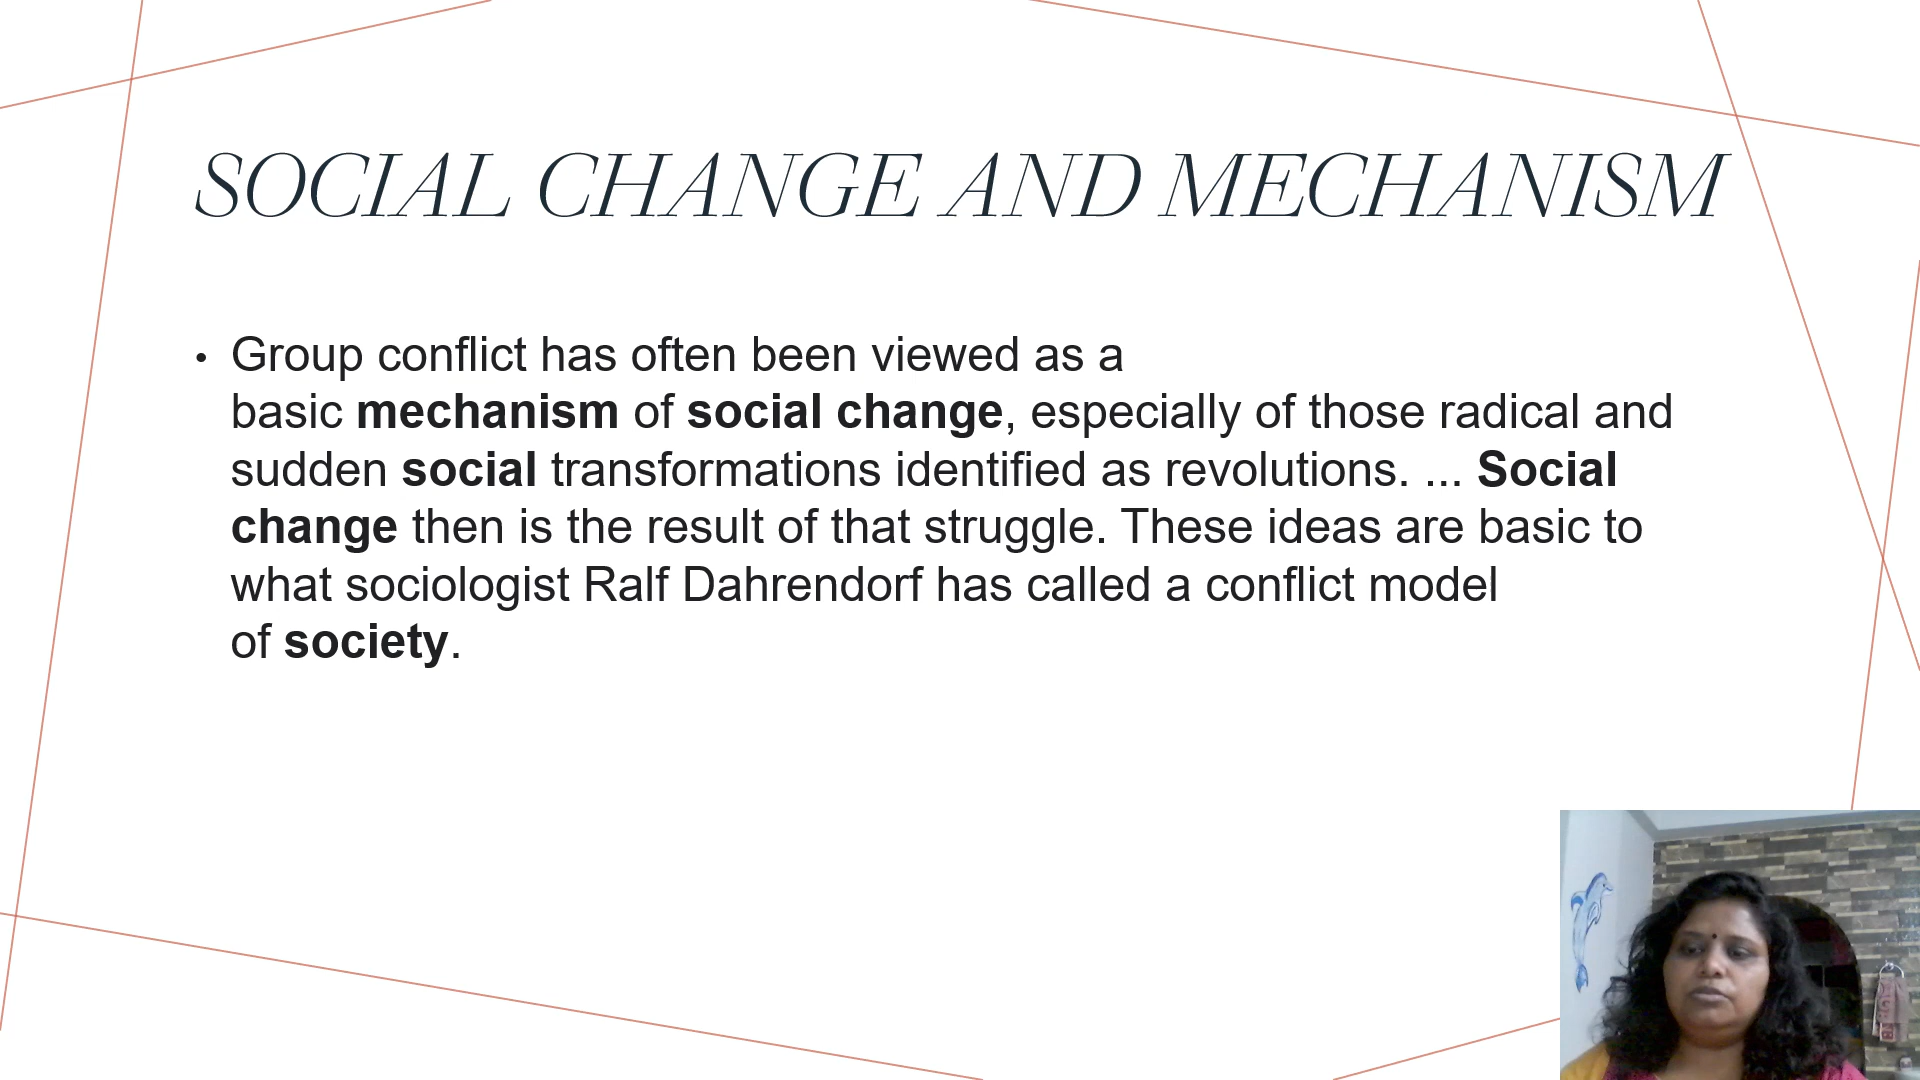 SOCIAL CHANGE AND MECHANISM
• Group conflict has often been viewed as a
basic mechanism of social change, especially of those radical and
sudden social transformations identified as revolutions. ... Social
change then is the result of that struggle. These ideas are basic to
what sociologist Ralf Dahrendorf has called a conflict model
of society.